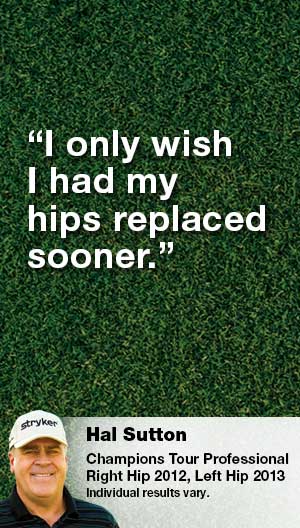 “I only wish
I had my
hips replaced
sooner.”
stryker
Hal Sutton
Champions Tour Professional
Right Hip 2012, Left Hip 2013
Individual results vary.